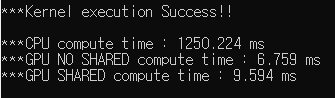 ***Kernel execution Success!!
***CPU compute time : 1250.224 ms
***GPU NO SHARED compute time : 6.759 ms
***GPU SHARED compute time : 9.594 ms